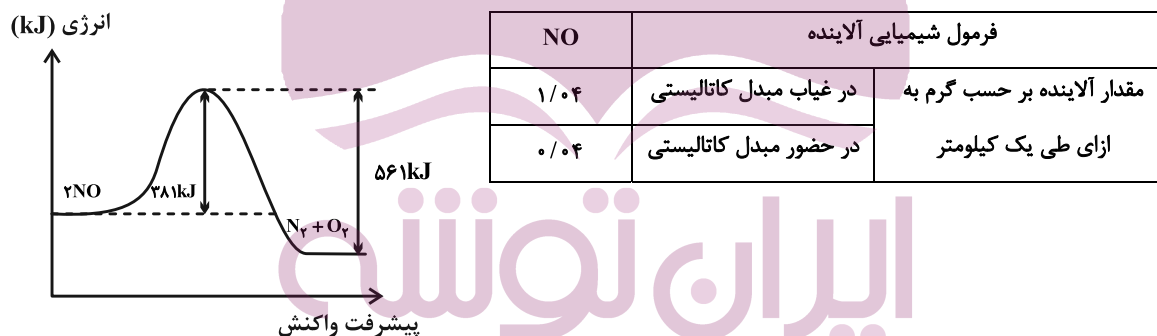 انرژی (kJ)
۲NO
۳۸۱kJ
۵۶۱kJ
N۲ + O۲
پیشرفت واکنش
فرمول شیمیایی آلاینده
NO
مقدار آلاینده بر حسب گرم به
ازای طی یک کیلومتر
در غیاب مبدل کاتالیستی
۱/۰۴
در حضور مبدل کاتالیستی
۰/۰۴
ایران توشه